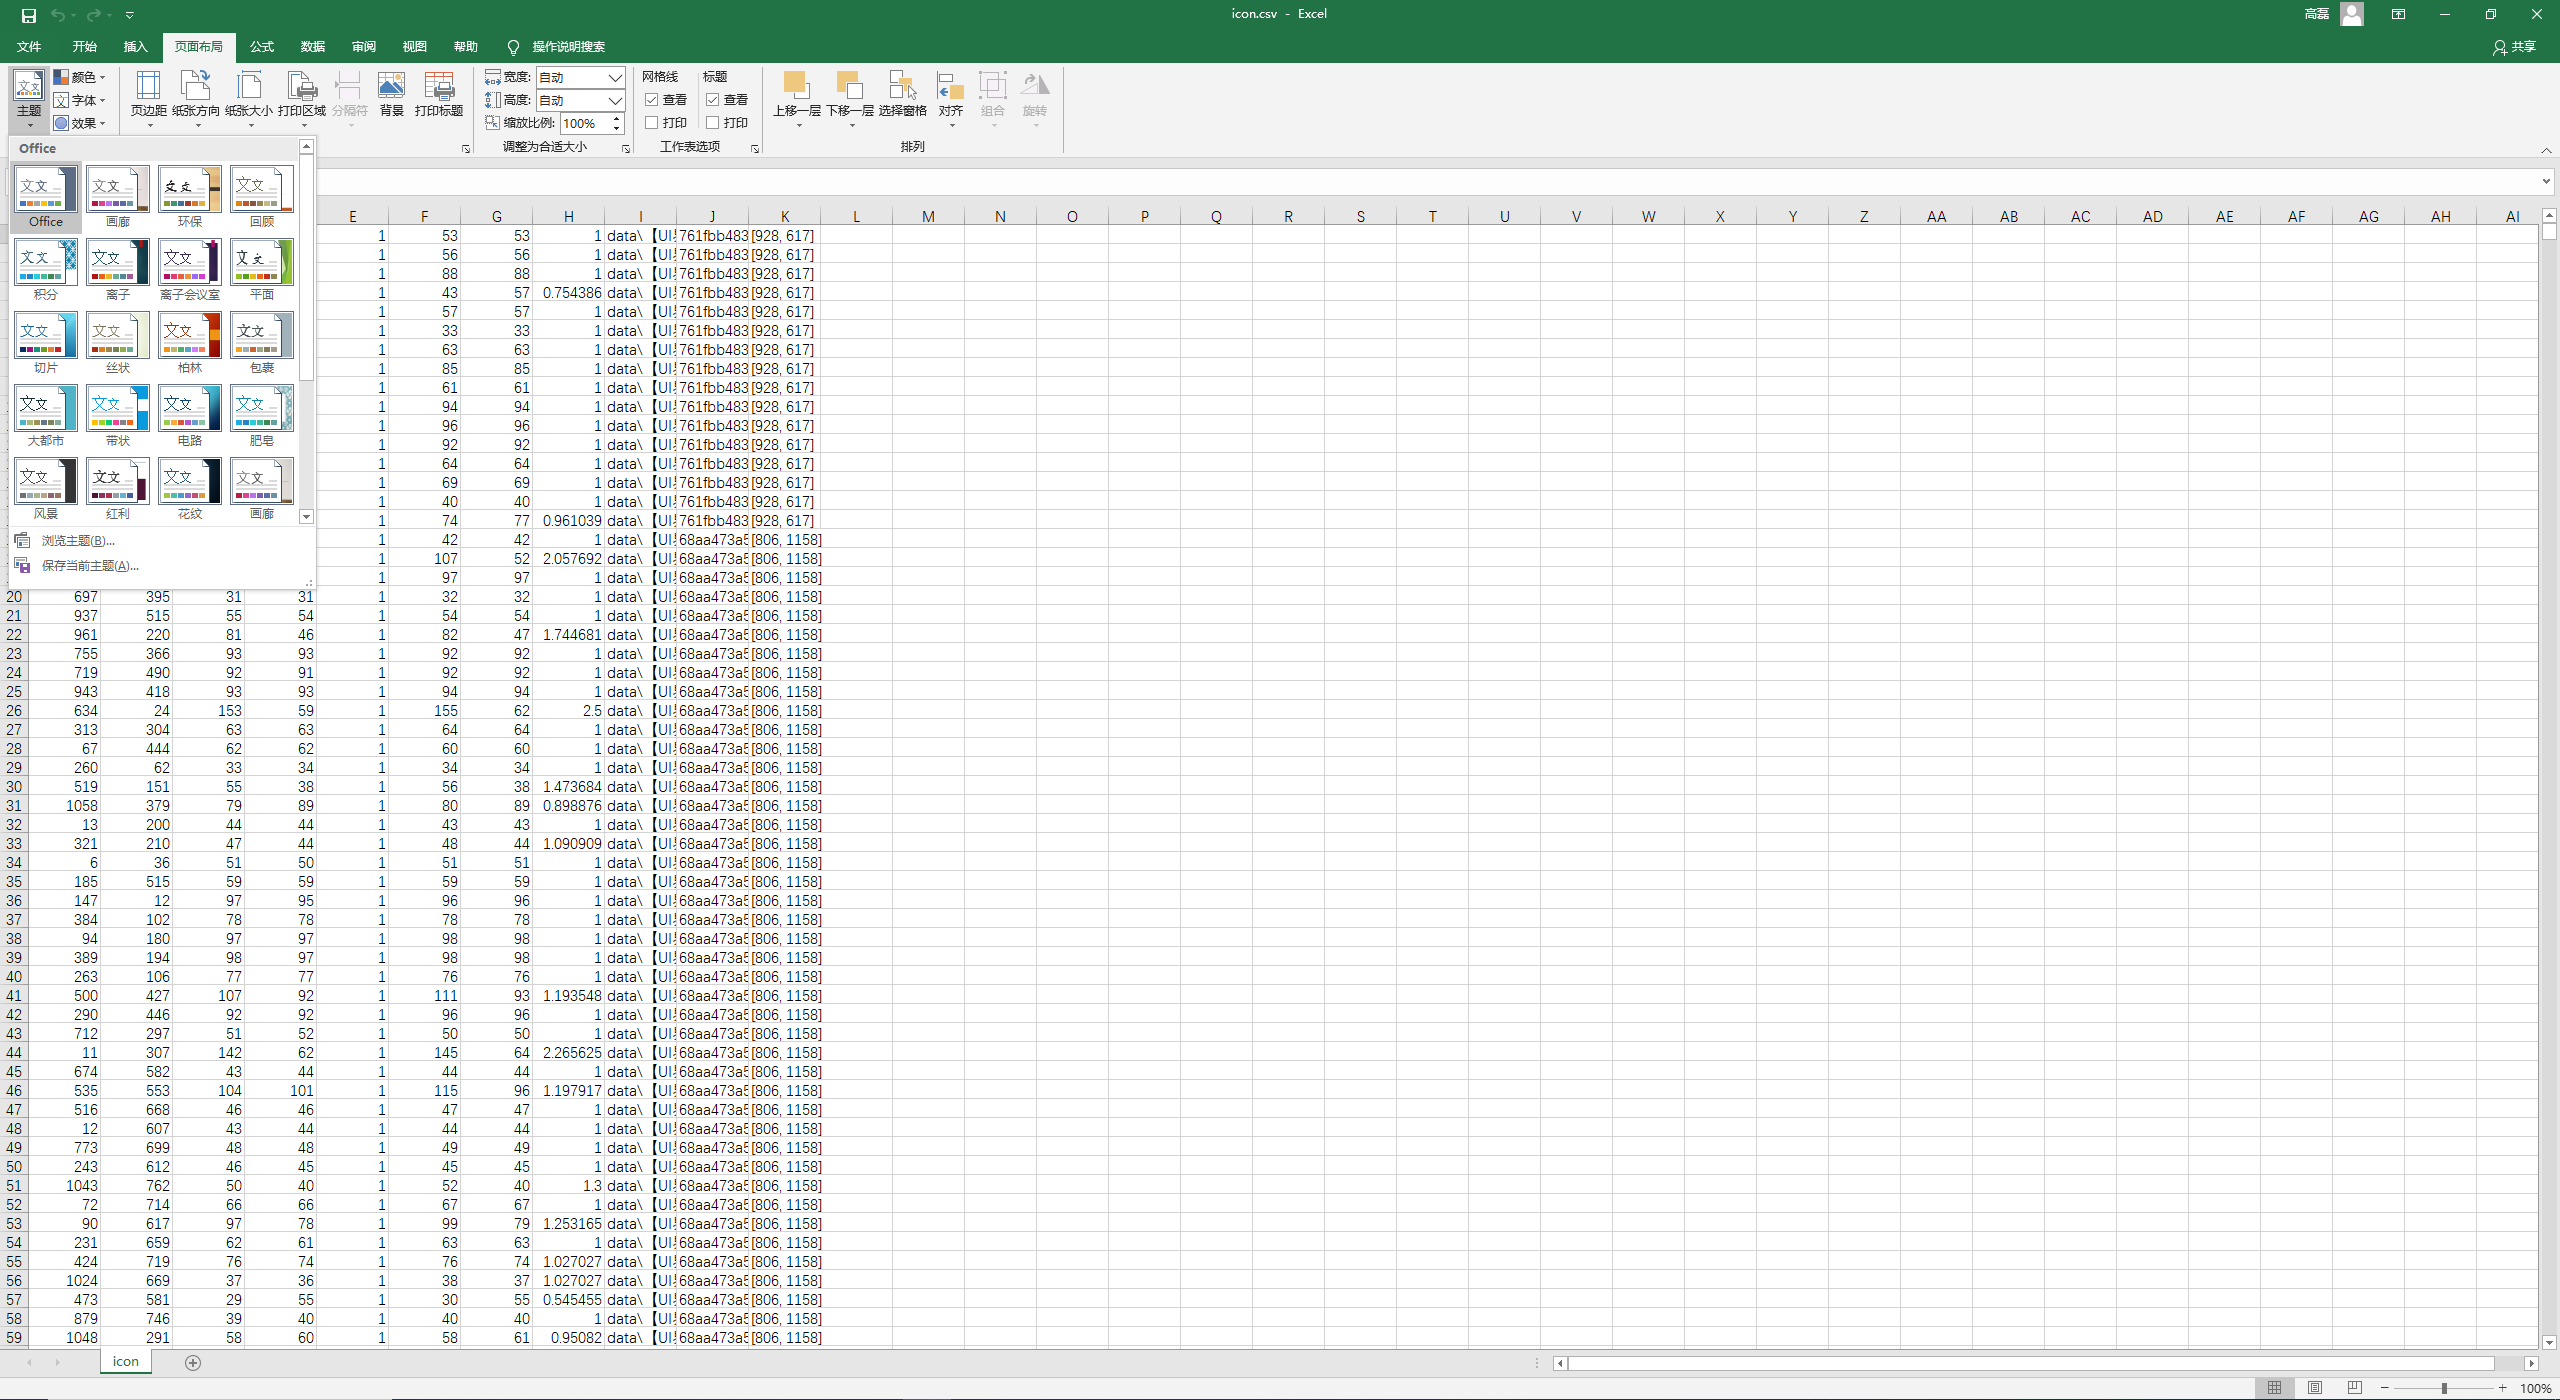 icon.csv - Excel
高磊
文件 开始 插入 页面布局 公式 数据 审阅 视图 帮助 操作说明搜索 共享
主题 颜色 字体 效果
页边距 纸张方向 纸张大小 打印区域 分隔符 背景 打印标题
宽度: 自动
高度: 自动
缩放比例: 100%
调整为合适大小
网格线 标题
查看 查看
打印 打印
工作表选项
上移一层 下移一层 选择窗格 对齐 组合 旋转
排列
Office
Office 画廊 环保 回顾
积分 离子 离子会议室 平面
切片 丝状 柏林 包裹
大都市 带状 电路 肥皂
风景 红利 花纹 画廊
浏览主题(B)...
保存当前主题(A)...
E F G H I J K L M N O P Q R S T U V W X Y Z AA AB AC AD AE AF AG AH AI
1 53 53 1 data\【UI 761fbb483 [928, 617]
1 56 56 1 data\【UI 761fbb483 [928, 617]
1 88 88 1 data\【UI 761fbb483 [928, 617]
1 43 57 0.754386 data\【UI 761fbb483 [928, 617]
1 57 57 1 data\【UI 761fbb483 [928, 617]
1 33 33 1 data\【UI 761fbb483 [928, 617]
1 63 63 1 data\【UI 761fbb483 [928, 617]
1 85 85 1 data\【UI 761fbb483 [928, 617]
1 61 61 1 data\【UI 761fbb483 [928, 617]
1 94 94 1 data\【UI 761fbb483 [928, 617]
1 96 96 1 data\【UI 761fbb483 [928, 617]
1 92 92 1 data\【UI 761fbb483 [928, 617]
1 64 64 1 data\【UI 761fbb483 [928, 617]
1 69 69 1 data\【UI 761fbb483 [928, 617]
1 40 40 1 data\【UI 761fbb483 [928, 617]
1 74 77 0.961039 data\【UI 761fbb483 [928, 617]
1 42 42 1 data\【UI 68aa473a5 [806, 1158]
1 107 52 2.057692 data\【UI 68aa473a5 [806, 1158]
1 97 97 1 data\【UI 68aa473a5 [806, 1158]
20 697 395 31 31 1 32 32 1 data\【UI 68aa473a5 [806, 1158]
21 937 515 55 54 1 54 54 1 data\【UI 68aa473a5 [806, 1158]
22 961 220 81 46 1 82 47 1.744681 data\【UI 68aa473a5 [806, 1158]
23 755 366 93 93 1 92 92 1 data\【UI 68aa473a5 [806, 1158]
24 719 490 92 91 1 92 92 1 data\【UI 68aa473a5 [806, 1158]
25 943 418 93 93 1 94 94 1 data\【UI 68aa473a5 [806, 1158]
26 634 24 153 59 1 155 62 2.5 data\【UI 68aa473a5 [806, 1158]
27 313 304 63 63 1 64 64 1 data\【UI 68aa473a5 [806, 1158]
28 67 444 62 62 1 60 60 1 data\【UI 68aa473a5 [806, 1158]
29 260 62 33 34 1 34 34 1 data\【UI 68aa473a5 [806, 1158]
30 519 151 55 38 1 56 38 1.473684 data\【UI 68aa473a5 [806, 1158]
31 1058 379 79 89 1 80 89 0.898876 data\【UI 68aa473a5 [806, 1158]
32 13 200 44 44 1 43 43 1 data\【UI 68aa473a5 [806, 1158]
33 321 210 47 44 1 48 44 1.090909 data\【UI 68aa473a5 [806, 1158]
34 6 36 51 50 1 51 51 1 data\【UI 68aa473a5 [806, 1158]
35 185 515 59 59 1 59 59 1 data\【UI 68aa473a5 [806, 1158]
36 147 12 97 95 1 96 96 1 data\【UI 68aa473a5 [806, 1158]
37 384 102 78 78 1 78 78 1 data\【UI 68aa473a5 [806, 1158]
38 94 180 97 97 1 98 98 1 data\【UI 68aa473a5 [806, 1158]
39 389 194 98 97 1 98 98 1 data\【UI 68aa473a5 [806, 1158]
40 263 106 77 77 1 76 76 1 data\【UI 68aa473a5 [806, 1158]
41 500 427 107 92 1 111 93 1.193548 data\【UI 68aa473a5 [806, 1158]
42 290 446 92 92 1 96 96 1 data\【UI 68aa473a5 [806, 1158]
43 712 297 51 52 1 50 50 1 data\【UI 68aa473a5 [806, 1158]
44 11 307 142 62 1 145 64 2.265625 data\【UI 68aa473a5 [806, 1158]
45 674 582 43 44 1 44 44 1 data\【UI 68aa473a5 [806, 1158]
46 535 553 104 101 1 115 96 1.197917 data\【UI 68aa473a5 [806, 1158]
47 516 668 46 46 1 47 47 1 data\【UI 68aa473a5 [806, 1158]
48 12 607 43 44 1 44 44 1 data\【UI 68aa473a5 [806, 1158]
49 773 699 48 48 1 49 49 1 data\【UI 68aa473a5 [806, 1158]
50 243 612 46 45 1 45 45 1 data\【UI 68aa473a5 [806, 1158]
51 1043 762 50 40 1 52 40 1.3 data\【UI 68aa473a5 [806, 1158]
52 72 714 66 66 1 67 67 1 data\【UI 68aa473a5 [806, 1158]
53 90 617 97 78 1 99 79 1.253165 data\【UI 68aa473a5 [806, 1158]
54 231 659 62 61 1 63 63 1 data\【UI 68aa473a5 [806, 1158]
55 424 719 76 74 1 76 74 1.027027 data\【UI 68aa473a5 [806, 1158]
56 1024 669 37 36 1 38 37 1.027027 data\【UI 68aa473a5 [806, 1158]
57 473 581 29 55 1 30 55 0.545455 data\【UI 68aa473a5 [806, 1158]
58 879 746 39 40 1 40 40 1 data\【UI 68aa473a5 [806, 1158]
59 1048 291 58 60 1 58 61 0.95082 data\【UI 68aa473a5 [806, 1158]
icon
100%